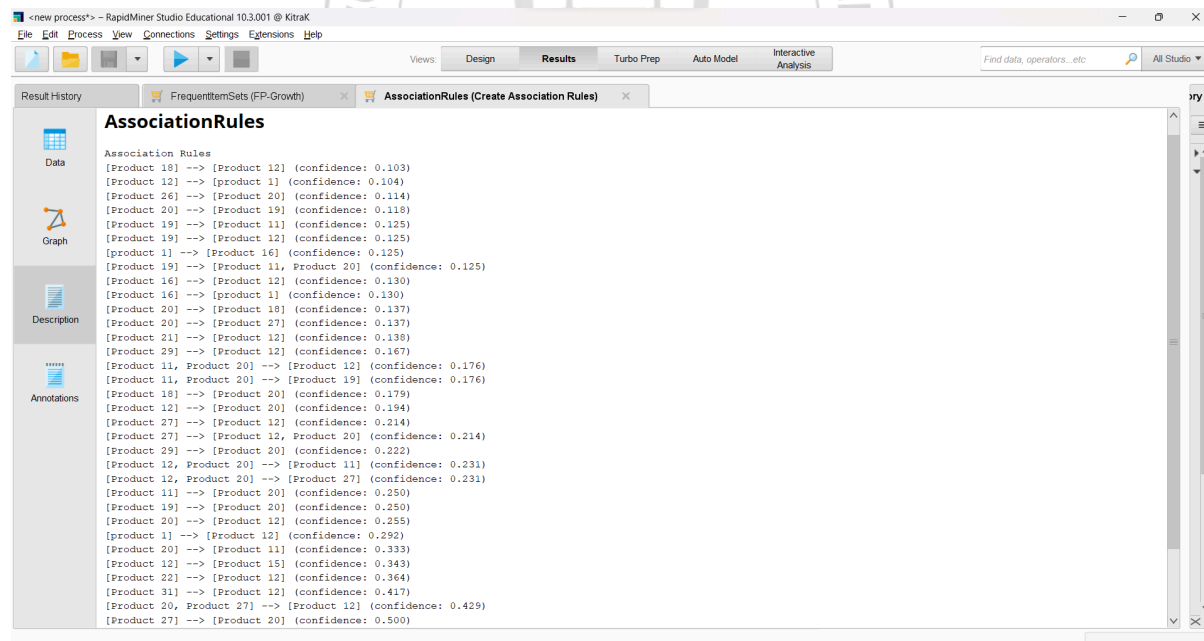 <new process*> – RapidMiner Studio Educational 10.3.001 @ KitraK
File Edit Process View Connections Settings Extensions Help
Views: Design Results Turbo Prep Auto Model Interactive Analysis Find data, operators...etc All Studio
Result History FrequentItemSets (FP-Growth) AssociationRules (Create Association Rules)
AssociationRules
Data
Graph
Description
Annotations
Association Rules
[Product 18] --> [Product 12] (confidence: 0.103)
[Product 12] --> [product 1] (confidence: 0.104)
[Product 26] --> [Product 20] (confidence: 0.114)
[Product 20] --> [Product 19] (confidence: 0.118)
[Product 19] --> [Product 11] (confidence: 0.125)
[Product 19] --> [Product 12] (confidence: 0.125)
[product 1] --> [Product 16] (confidence: 0.125)
[Product 19] --> [Product 11, Product 20] (confidence: 0.125)
[Product 16] --> [Product 12] (confidence: 0.130)
[Product 16] --> [product 1] (confidence: 0.130)
[Product 20] --> [Product 18] (confidence: 0.137)
[Product 20] --> [Product 27] (confidence: 0.137)
[Product 21] --> [Product 12] (confidence: 0.138)
[Product 29] --> [Product 12] (confidence: 0.167)
[Product 11, Product 20] --> [Product 12] (confidence: 0.176)
[Product 11, Product 20] --> [Product 19] (confidence: 0.176)
[Product 18] --> [Product 20] (confidence: 0.179)
[Product 12] --> [Product 20] (confidence: 0.194)
[Product 27] --> [Product 12] (confidence: 0.214)
[Product 27] --> [Product 12, Product 20] (confidence: 0.214)
[Product 29] --> [Product 20] (confidence: 0.222)
[Product 12, Product 20] --> [Product 11] (confidence: 0.231)
[Product 12, Product 20] --> [Product 27] (confidence: 0.231)
[Product 11] --> [Product 20] (confidence: 0.250)
[Product 19] --> [Product 20] (confidence: 0.250)
[Product 20] --> [Product 12] (confidence: 0.255)
[product 1] --> [Product 12] (confidence: 0.292)
[Product 20] --> [Product 11] (confidence: 0.333)
[Product 12] --> [Product 15] (confidence: 0.343)
[Product 22] --> [Product 12] (confidence: 0.364)
[Product 31] --> [Product 12] (confidence: 0.417)
[Product 20, Product 27] --> [Product 12] (confidence: 0.429)
[Product 27] --> [Product 20] (confidence: 0.500)